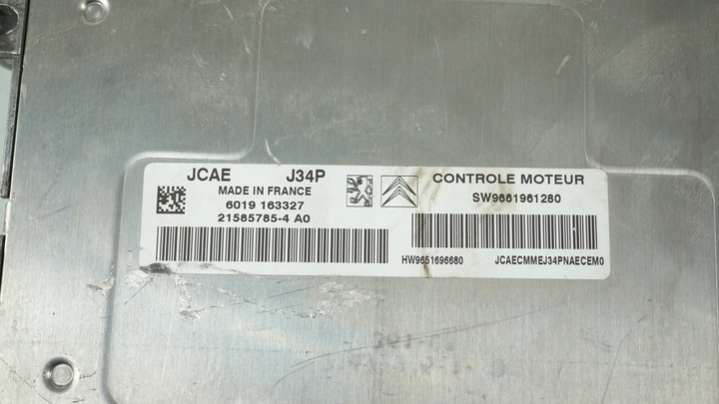 JCAE J34P
MADE IN FRANCE
6019 163327
21585785-4 A0
CONTROLE MOTEUR
SW9661961280
HW9651696680 JCAECMMEJ34PNAECEM0